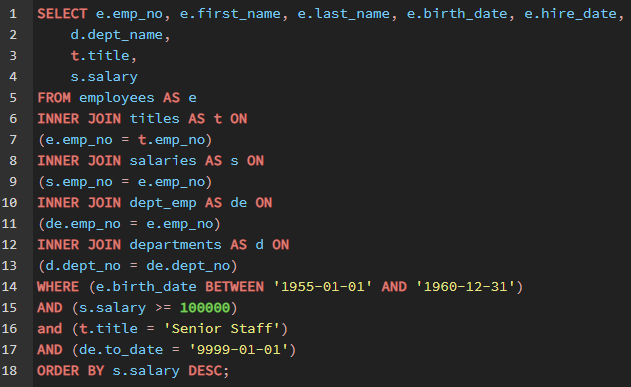 1 SELECT e.emp_no, e.first_name, e.last_name, e.birth_date, e.hire_date,
2 d.dept_name,
3 t.title,
4 s.salary
5 FROM employees AS e
6 INNER JOIN titles AS t ON
7 (e.emp_no = t.emp_no)
8 INNER JOIN salaries AS s ON
9 (s.emp_no = e.emp_no)
10 INNER JOIN dept_emp AS de ON
11 (de.emp_no = e.emp_no)
12 INNER JOIN departments AS d ON
13 (d.dept_no = de.dept_no)
14 WHERE (e.birth_date BETWEEN '1955-01-01' AND '1960-12-31')
15 AND (s.salary >= 100000)
16 and (t.title = 'Senior Staff')
17 AND (de.to_date = '9999-01-01')
18 ORDER BY s.salary DESC;